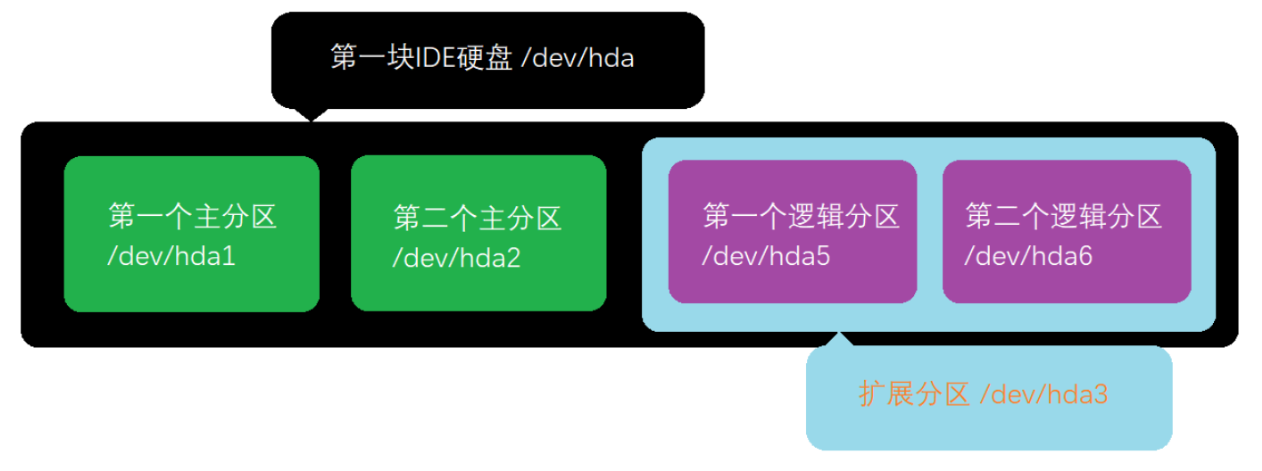 第一块IDE硬盘 /dev/hda
第一个主分区
/dev/hda1
第二个主分区
/dev/hda2
第一个逻辑分区
/dev/hda5
第二个逻辑分区
/dev/hda6
扩展分区 /dev/hda3